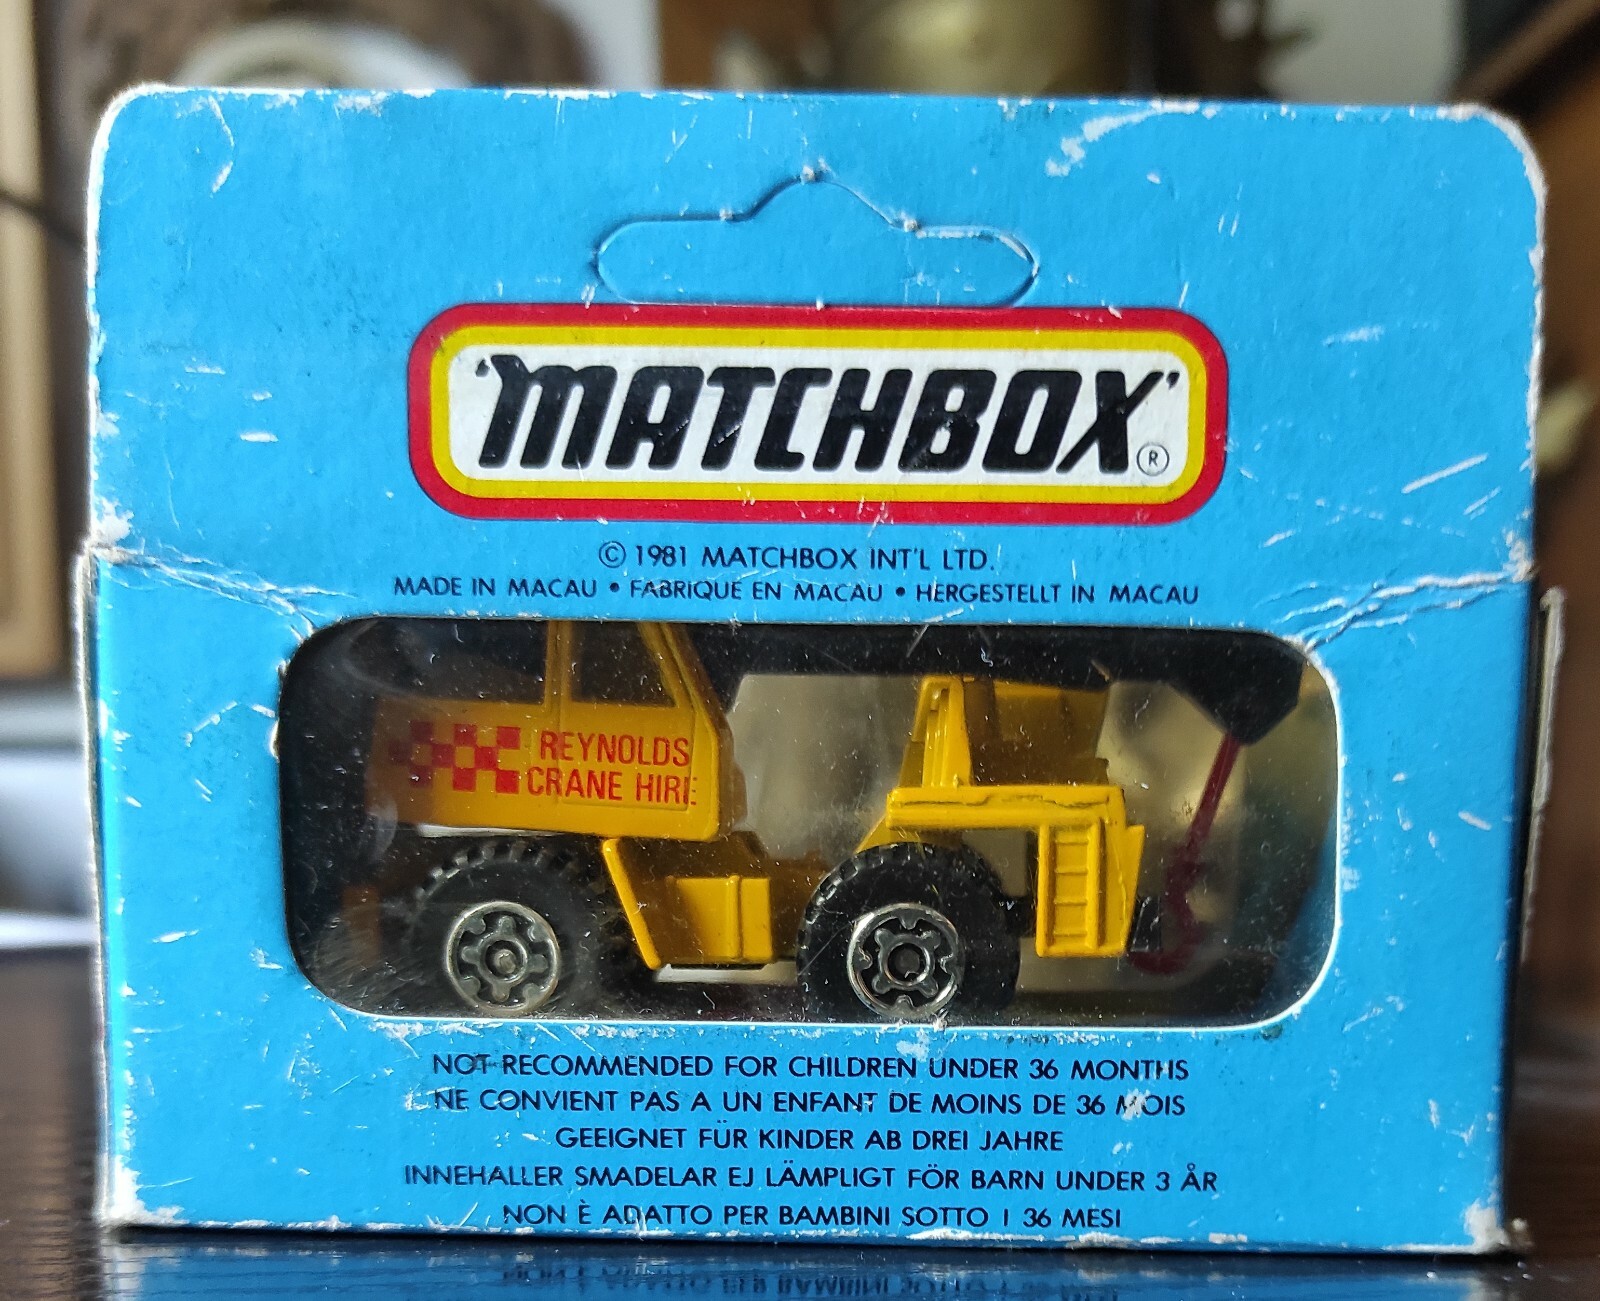 'MATCHBOX' ®
© 1981 MATCHBOX INT'L LTD.
MADE IN MACAU • FABRIQUE EN MACAU • HERGESTELLT IN MACAU
REYNOLDS
CRANE HIRE
NOT RECOMMENDED FOR CHILDREN UNDER 36 MONTHS
NE CONVIENT PAS A UN ENFANT DE MOINS DE 36 MOIS
GEEIGNET FÜR KINDER AB DREI JAHRE
INNEHALLER SMADELAR EJ LÄMPLIGT FÖR BARN UNDER 3 ÅR
NON È ADATTO PER BAMBINI SOTTO I 36 MESI